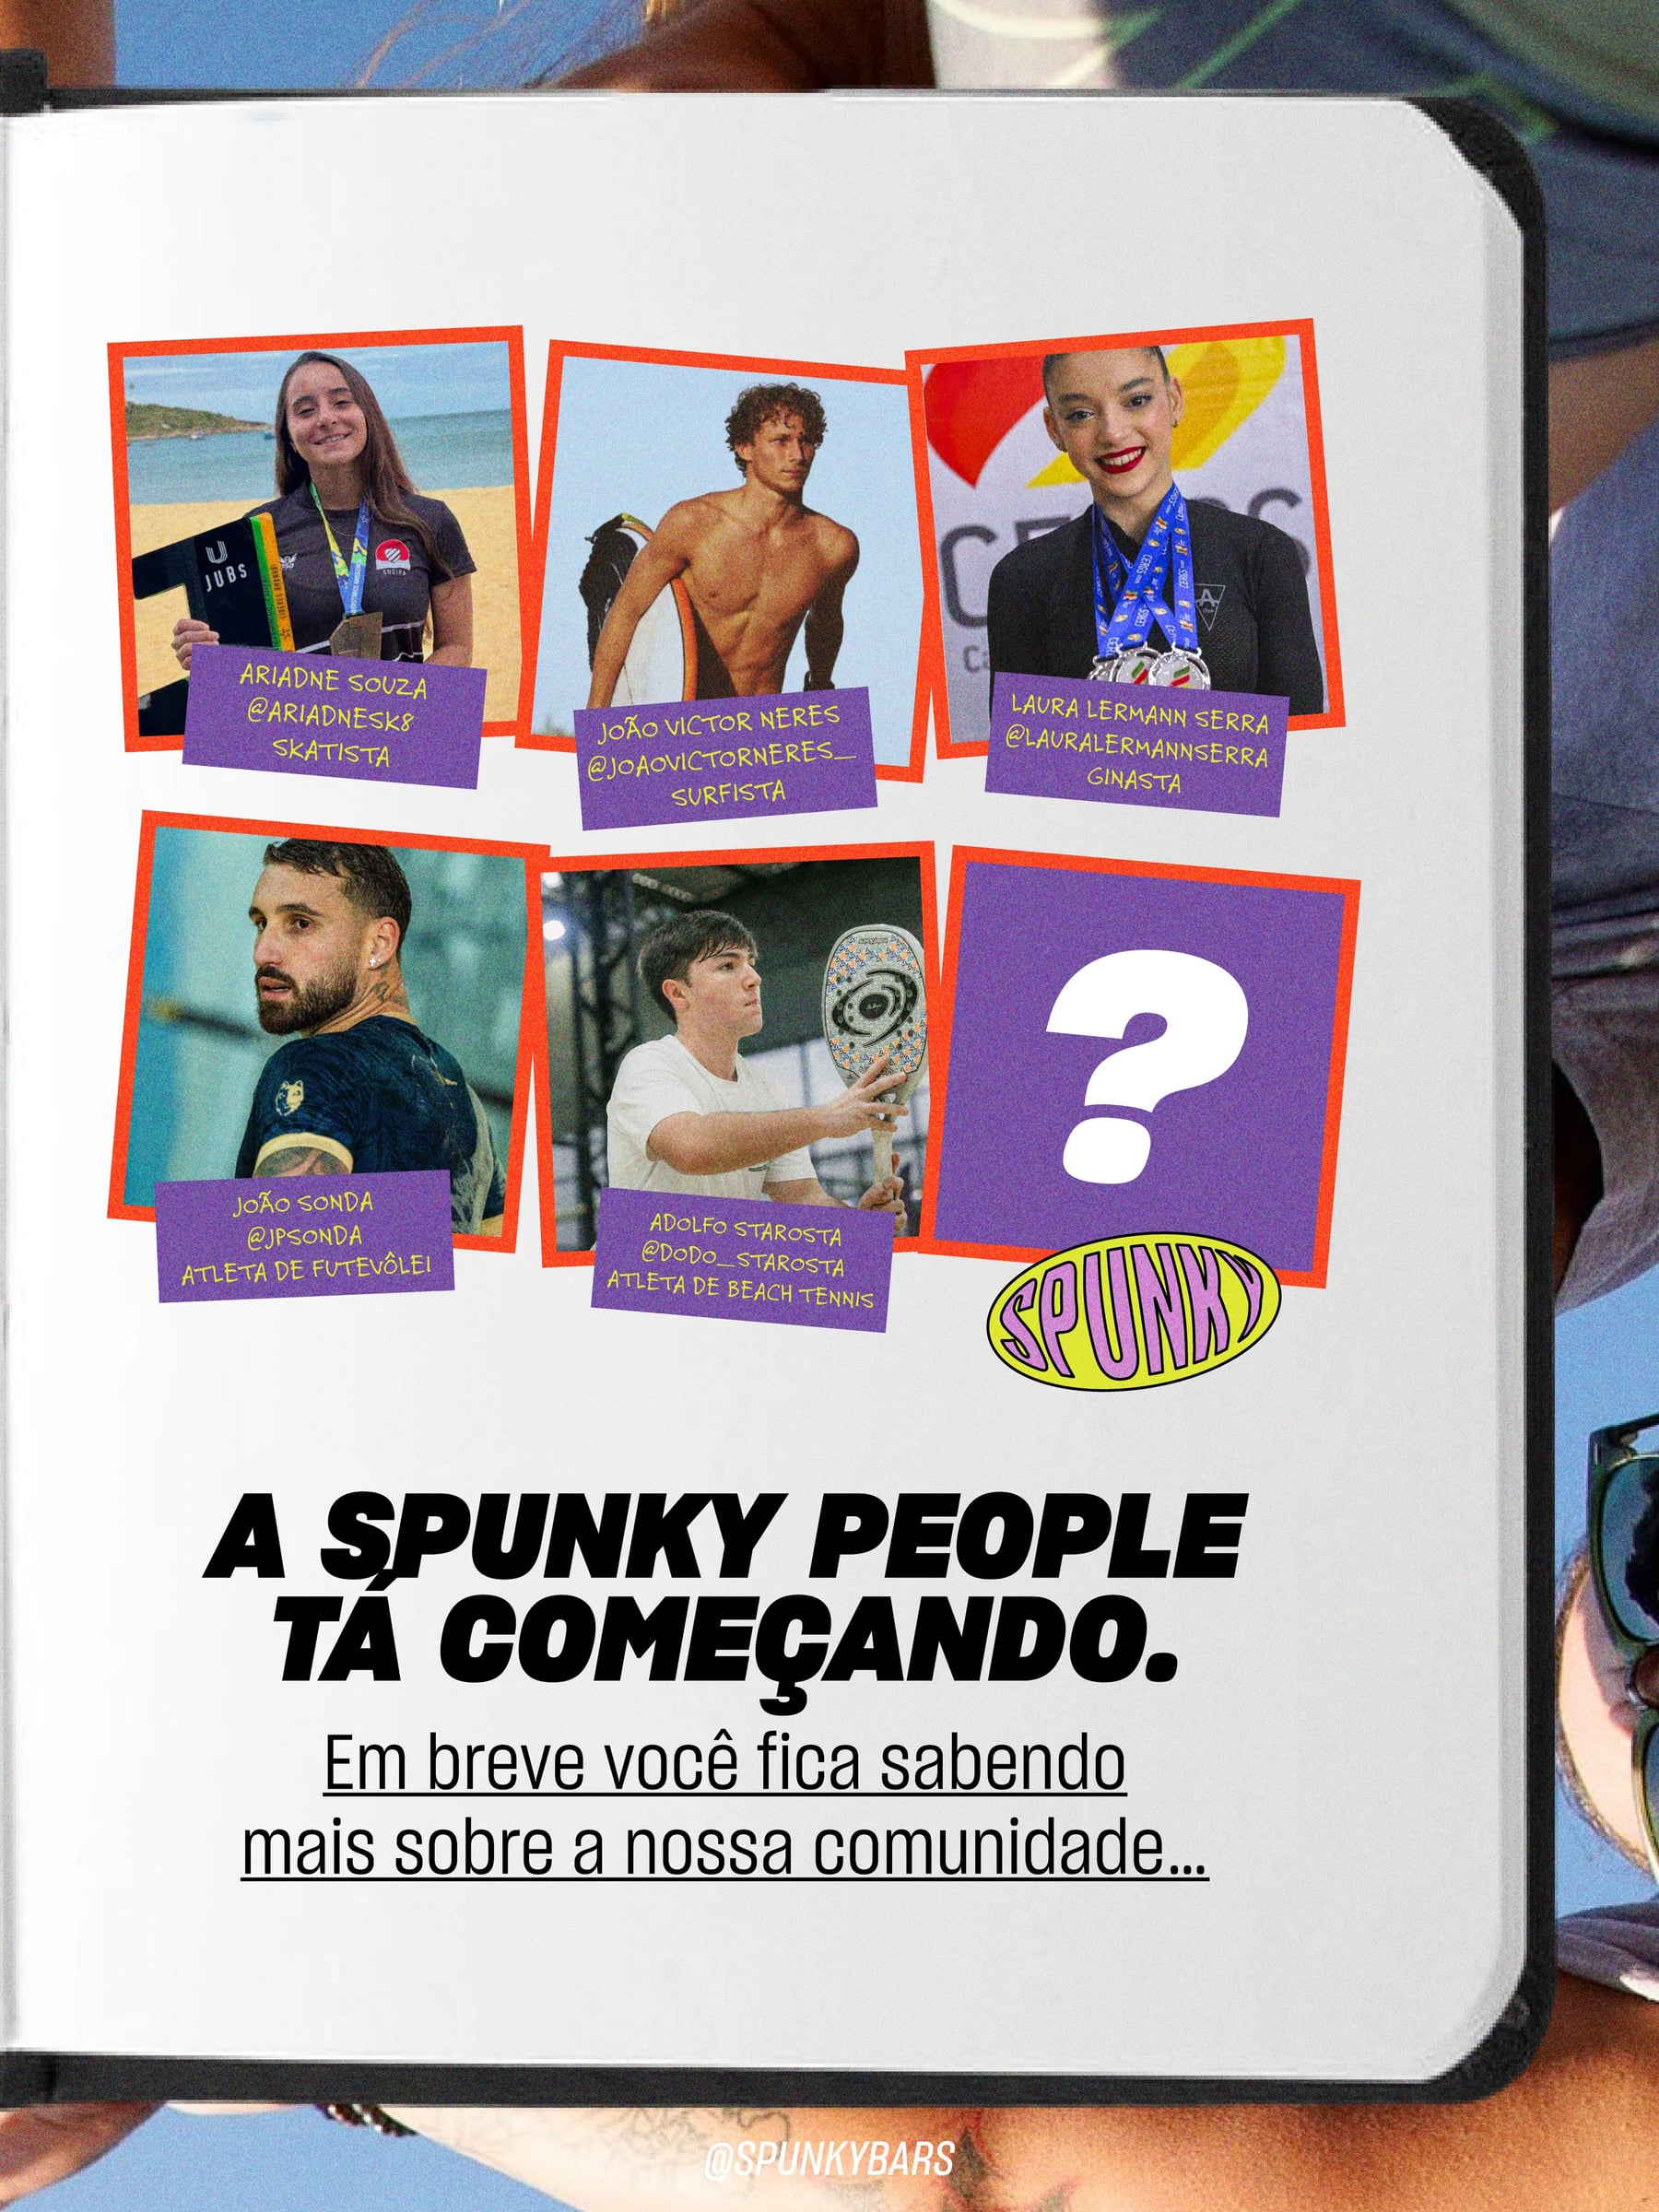 JUBS
ARIADNE SOUZA
@ARIADNESK8
SKATISTA
JOÃO VICTOR NERES
@JOAOVICTORNERES_
SURFISTA
LAURA LERMANN SERRA
@LAURALERMANNSERRA
GINASTA
JOÃO SONDA
@JPSONDA
ATLETA DE FUTEVÔLEI
ADOLFO STAROSTA
@DODO_STAROSTA
ATLETA DE BEACH TENNIS
?
SPUNKY
A SPUNKY PEOPLE
TÁ COMEÇANDO.
Em breve você fica sabendo
mais sobre a nossa comunidade...
@SPUNKYBARS